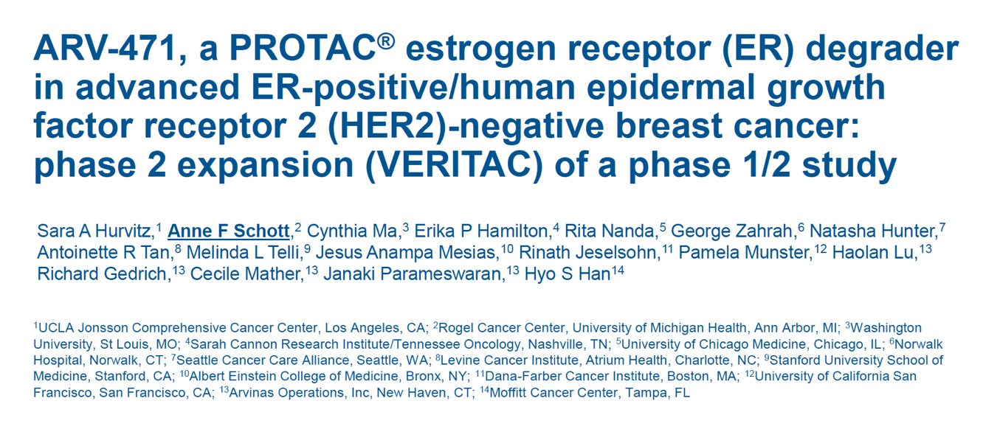 ARV-471, a PROTAC® estrogen receptor (ER) degrader
in advanced ER-positive/human epidermal growth
factor receptor 2 (HER2)-negative breast cancer:
phase 2 expansion (VERITAC) of a phase 1/2 study
Sara A Hurvitz,¹ Anne F Schott,² Cynthia Ma,³ Erika P Hamilton,⁴ Rita Nanda,⁵ George Zahrah,⁶ Natasha Hunter,⁷
Antoinette R Tan,⁸ Melinda L Telli,⁹ Jesus Anampa Mesias,¹⁰ Rinath Jeselsohn,¹¹ Pamela Munster,¹² Haolan Lu,¹³
Richard Gedrich,¹³ Cecile Mather,¹³ Janaki Parameswaran,¹³ Hyo S Han¹⁴
¹UCLA Jonsson Comprehensive Cancer Center, Los Angeles, CA; ²Rogel Cancer Center, University of Michigan Health, Ann Arbor, MI; ³Washington
University, St Louis, MO; ⁴Sarah Cannon Research Institute/Tennessee Oncology, Nashville, TN; ⁵University of Chicago Medicine, Chicago, IL; ⁶Norwalk
Hospital, Norwalk, CT; ⁷Seattle Cancer Care Alliance, Seattle, WA; ⁸Levine Cancer Institute, Atrium Health, Charlotte, NC; ⁹Stanford University School of
Medicine, Stanford, CA; ¹⁰Albert Einstein College of Medicine, Bronx, NY; ¹¹Dana-Farber Cancer Institute, Boston, MA; ¹²University of California San
Francisco, San Francisco, CA; ¹³Arvinas Operations, Inc, New Haven, CT; ¹⁴Moffitt Cancer Center, Tampa, FL